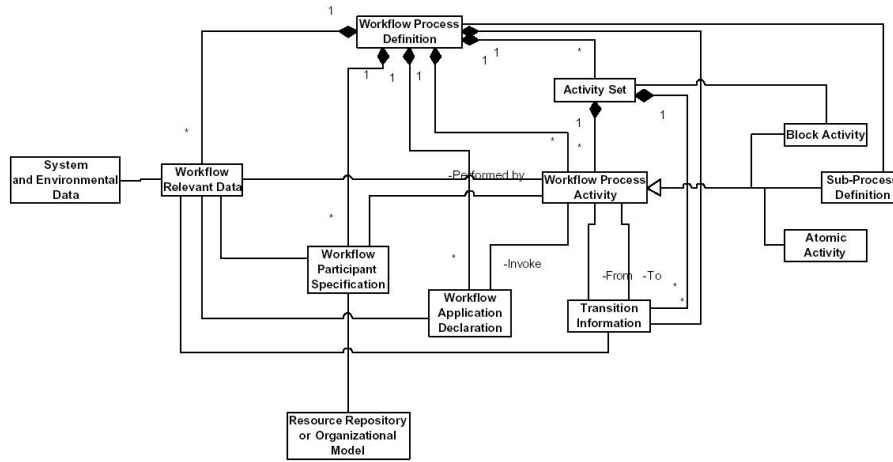 1
Workflow Process
Definition
1
1
1
1
1
*
Activity Set
1
1
Block Activity
*
*
*
System
and Environmental
Data
Workflow
Relevant Data
-Performed by
Workflow Process
Activity
Sub-Process
Definition
*
Workflow
Participant
Specification
*
-Invoke
-From
-To
Atomic
Activity
*
*
Workflow
Application
Declaration
Transition
Information
Resource Repository
or Organizational
Model